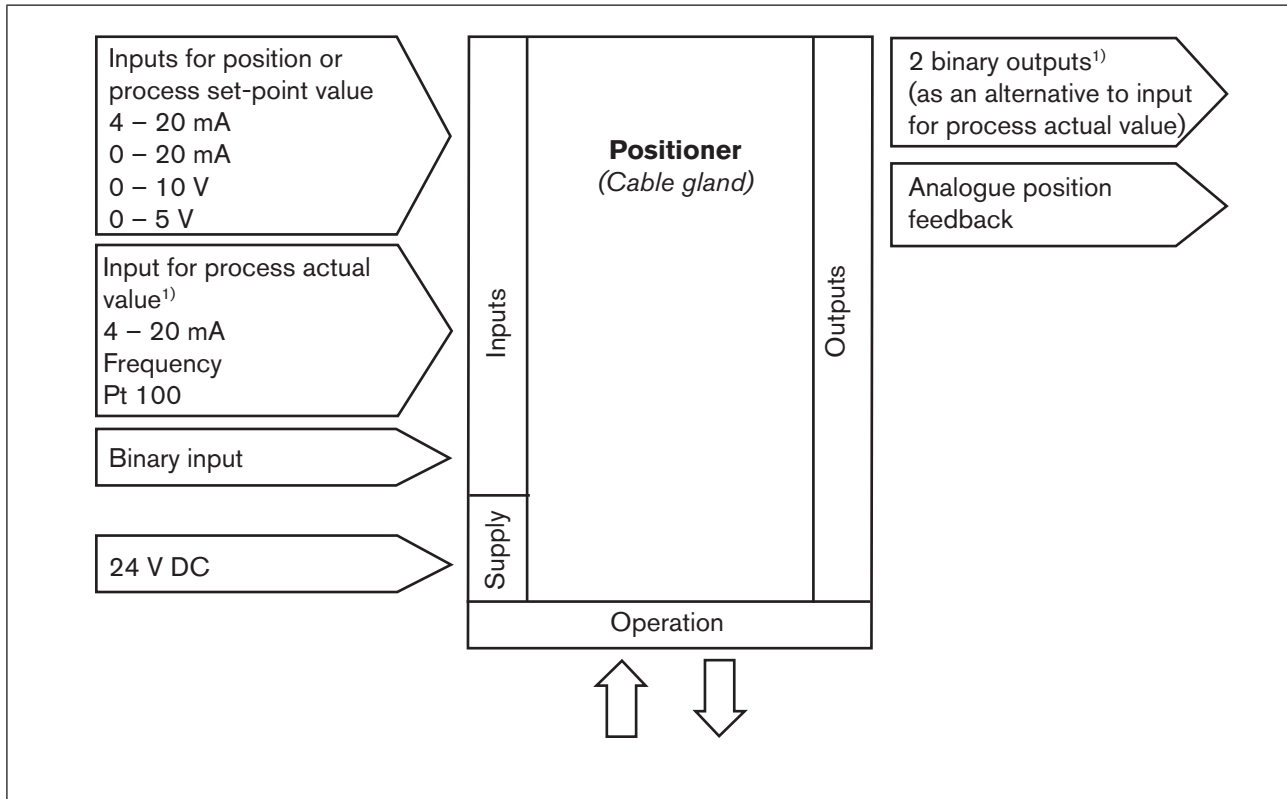 Inputs for position or
process set-point value
4 – 20 mA
0 – 20 mA
0 – 10 V
0 – 5 V
Input for process actual
value1)
4 – 20 mA
Frequency
Pt 100
Binary input
24 V DC
Inputs
Supply
Positioner
(Cable gland)
Outputs
Operation
2 binary outputs1)
(as an alternative to input
for process actual value)
Analogue position
feedback